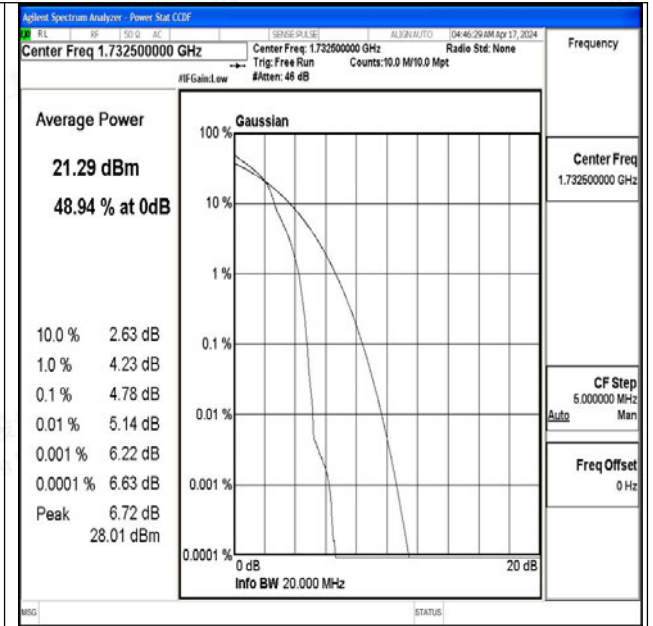 Agilent Spectrum Analyzer - Power Stat CCDF
RL RF 50 Ω AC SENSE:PULSE ALIGN AUTO 04:46:29 AM Apr 17, 2024
Center Freq 1.732500000 GHz
Center Freq: 1.732500000 GHz Radio Std: None
Trig: Free Run Counts:10.0 M/10.0 Mpt
#IFGain:Low #Atten: 46 dB
Frequency
Average Power
21.29 dBm
48.94 % at 0dB
10.0 % 2.63 dB
1.0 % 4.23 dB
0.1 % 4.78 dB
0.01 % 5.14 dB
0.001 % 6.22 dB
0.0001 % 6.63 dB
Peak 6.72 dB
28.01 dBm
Gaussian
100 %
10 %
1 %
0.1 %
0.01 %
0.001 %
0.0001 %
0 dB 20 dB
Info BW 20.000 MHz
Center Freq
1.732500000 GHz
CF Step
5.000000 MHz
Auto Man
Freq Offset
0 Hz
MSG STATUS